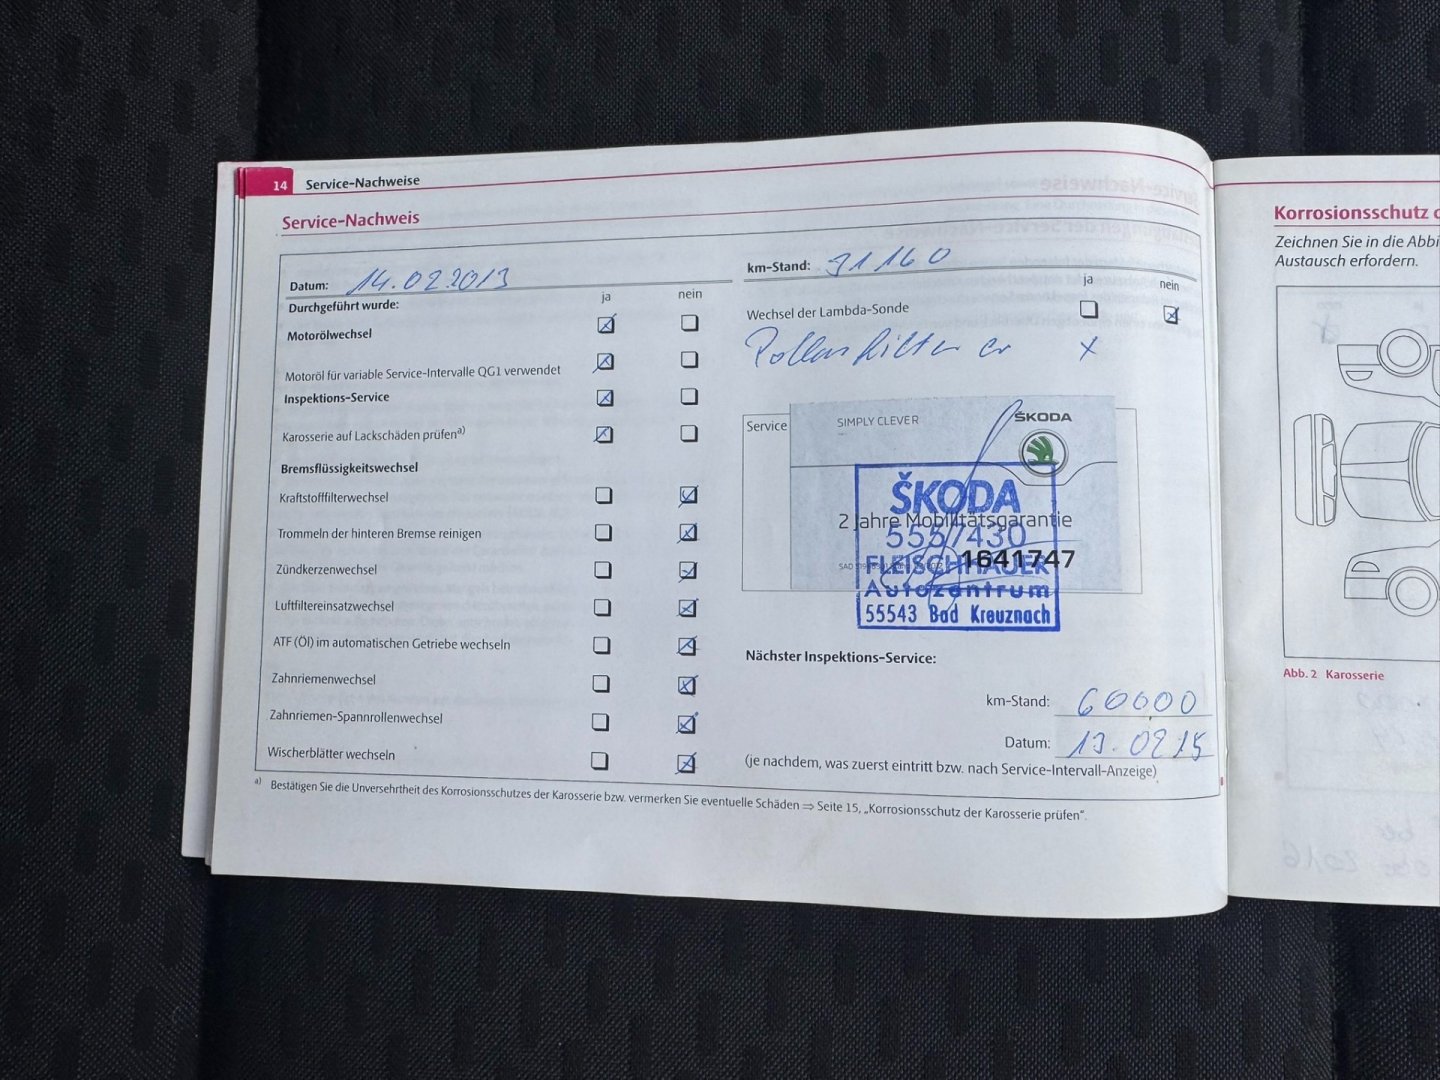 14 Service-Nachweise
Service-Nachweis
Datum: 14.02.2013
km-Stand: 31160
Durchgeführt wurde:
ja nein
Motorölwechsel
Motoröl für variable Service-Intervalle QG1 verwendet
Inspektions-Service
Karosserie auf Lackschäden prüfen a)
Bremsflüssigkeitswechsel
Kraftstofffilterwechsel
Trommeln der hinteren Bremse reinigen
Zündkerzenwechsel
Luftfiltereinsatzwechsel
ATF (Öl) im automatischen Getriebe wechseln
Zahnriemenwechsel
Zahnriemen-Spannrollenwechsel
Wischerblätter wechseln
ja nein
Wechsel der Lambda-Sonde
Pollenfilter er x
Service
SIMPLY CLEVER
ŠKODA
ŠKODA
2 Jahre Mobilitätsgarantie
555/430
1641747
FLEISCHHAUER
Autozentrum
55543 Bad Kreuznach
Nächster Inspektions-Service:
km-Stand: 60000
Datum: 13.0215
(je nachdem, was zuerst eintritt bzw. nach Service-Intervall-Anzeige)
a) Bestätigen Sie die Unversehrtheit des Korrosionsschutzes der Karosserie bzw. vermerken Sie eventuelle Schäden ⇒ Seite 15, „Korrosionsschutz der Karosserie prüfen“.
Korrosionsschutz d
Zeichnen Sie in die Abbi
Austausch erfordern.
Abb. 2 Karosserie